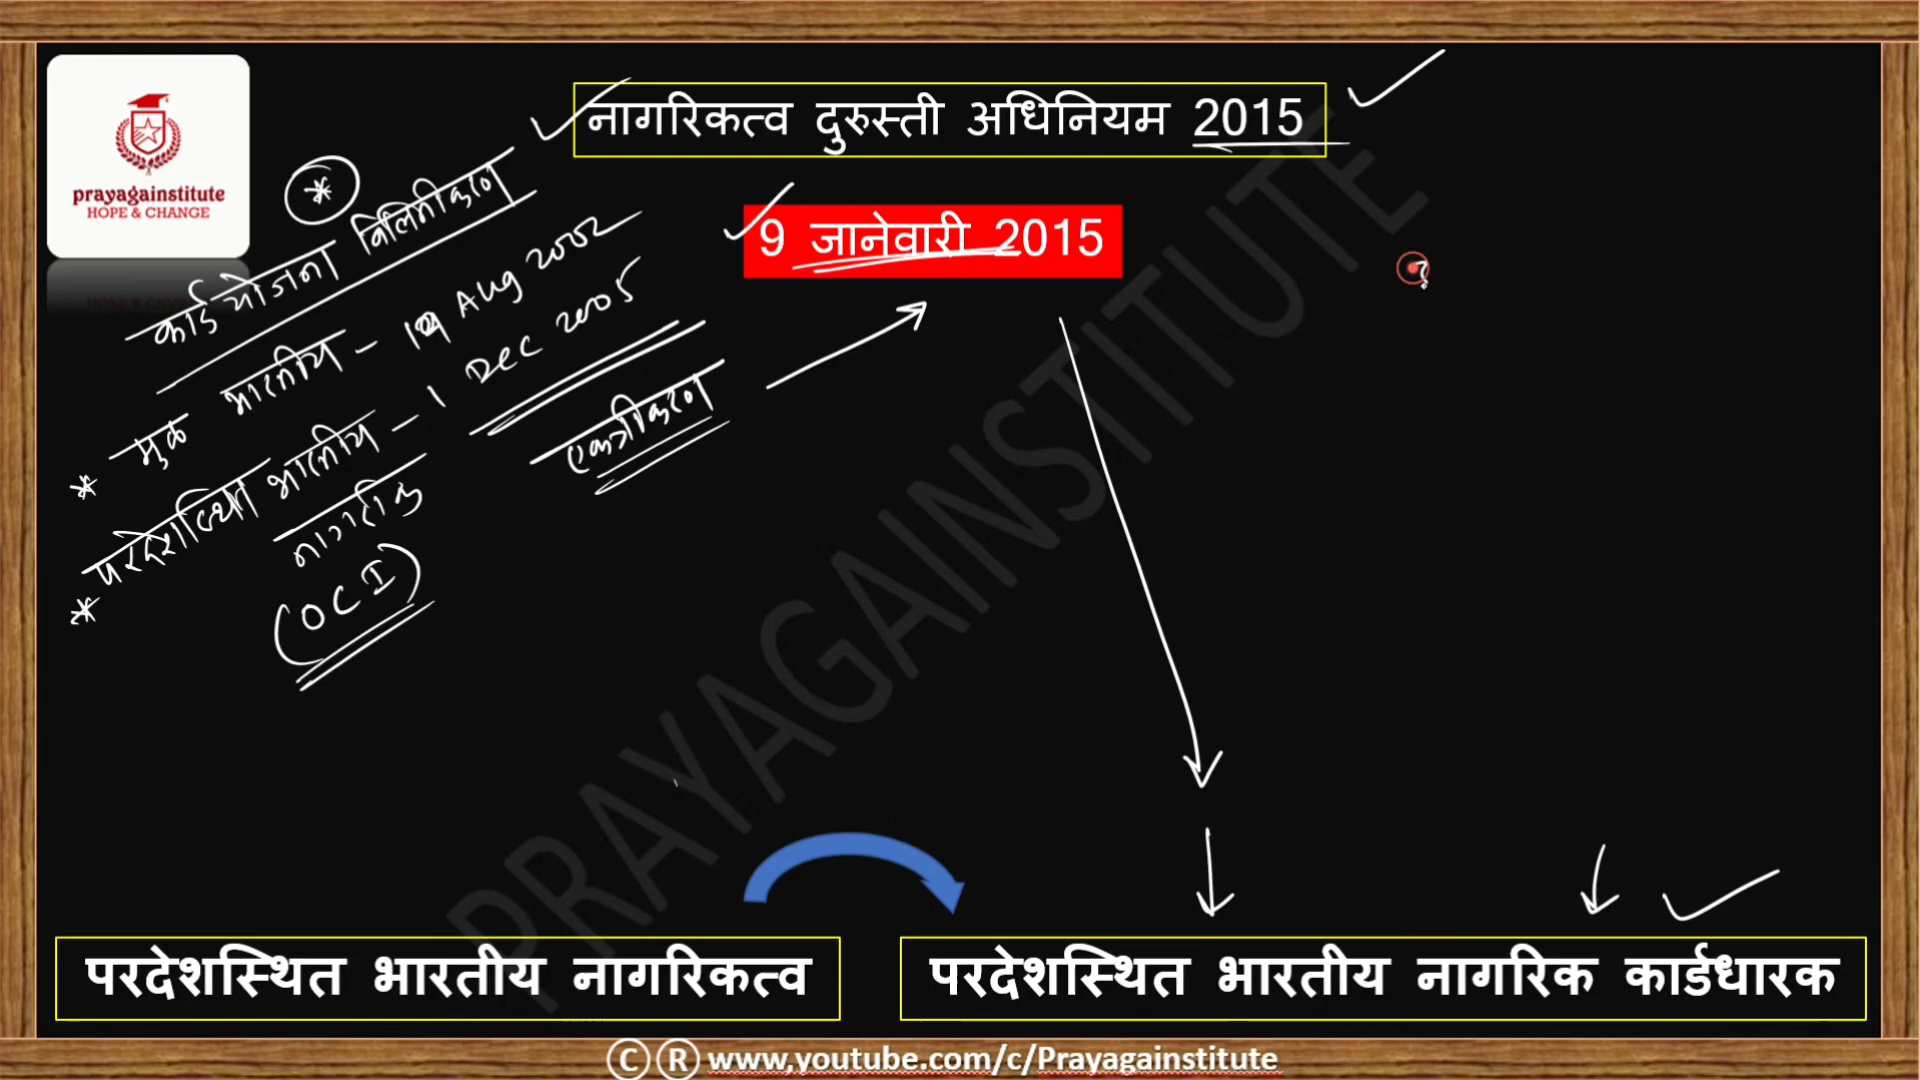 prayagainstitute
HOPE & CHANGE
नागरिकत्व दुरुस्ती अधिनियम 2015
9 जानेवारी 2015
*
कार्ड योजना विलिनीकरण
* मुळ भारतीय - 19 Aug 2002
* परदेशस्थित भारतीय - 1 Dec 2005
नागरीक
(OCI)
एकत्रीकरण
?
PRAYAGAINSTITUTE
परदेशस्थित भारतीय नागरिकत्व
परदेशस्थित भारतीय नागरिक कार्डधारक
© ® www,youtube.com/c/Prayagainstitute